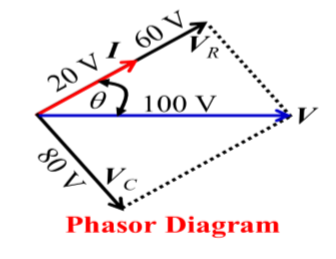 20 V I 60 V
V_R
θ 100 V V
80 V V_C
Phasor Diagram